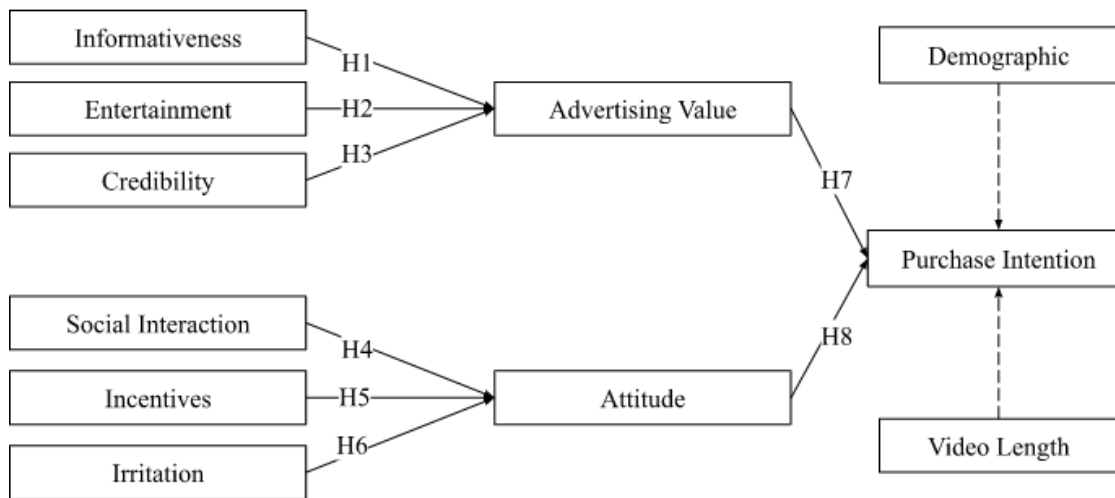 Informativeness
Entertainment
Credibility
H1
H2
H3
Advertising Value
Social Interaction
Incentives
Irritation
H4
H5
H6
Attitude
H7
H8
Demographic
Purchase Intention
Video Length